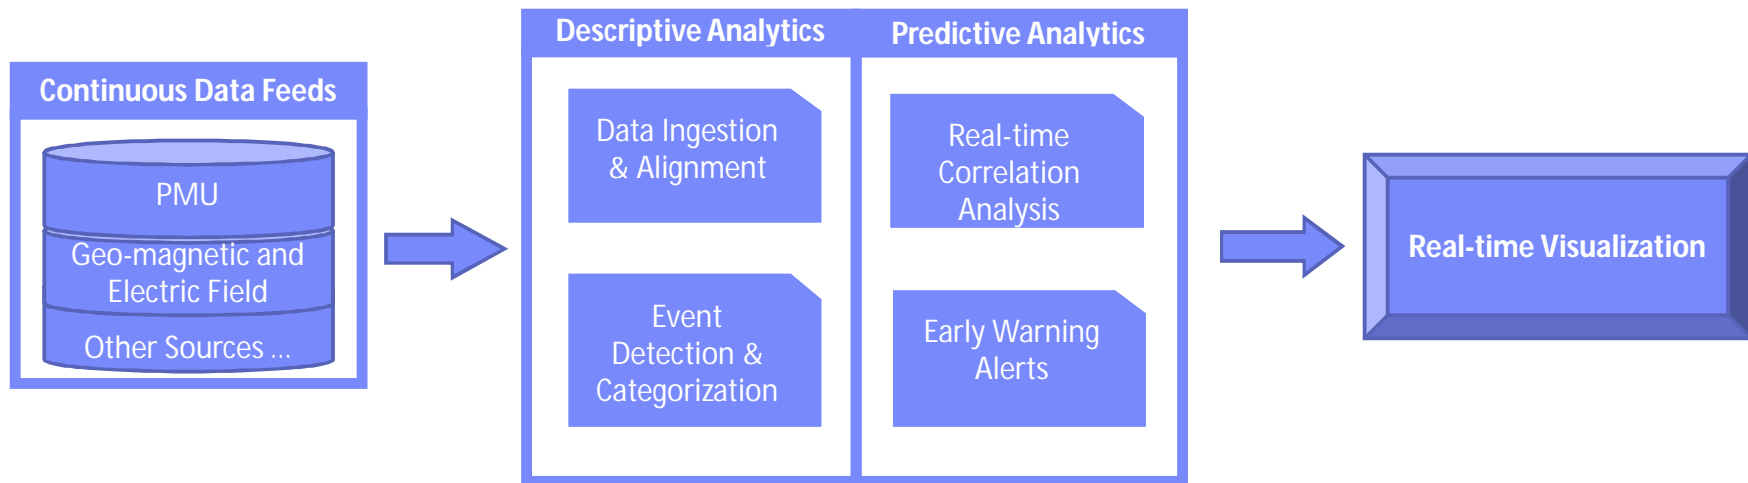 Continuous Data Feeds
PMU
Geo-magnetic and
Electric Field
Other Sources ...
Descriptive Analytics
Data Ingestion
& Alignment
Event
Detection &
Categorization
Predictive Analytics
Real-time
Correlation
Analysis
Early Warning
Alerts
Real-time Visualization